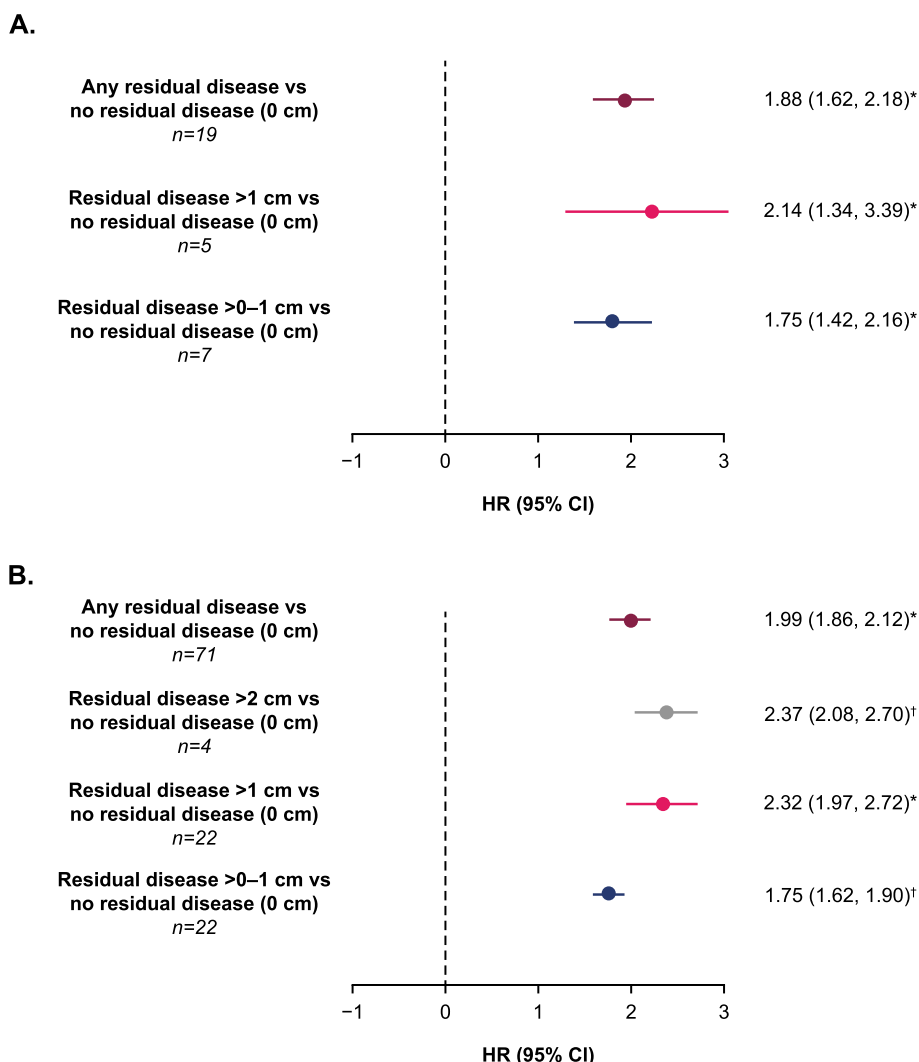 A.
Any residual disease vs
no residual disease (0 cm)
n=19
1.88 (1.62, 2.18)*
Residual disease >1 cm vs
no residual disease (0 cm)
n=5
2.14 (1.34, 3.39)*
Residual disease >0–1 cm vs
no residual disease (0 cm)
n=7
1.75 (1.42, 2.16)*
−1 0 1 2 3
HR (95% CI)
B.
Any residual disease vs
no residual disease (0 cm)
n=71
1.99 (1.86, 2.12)*
Residual disease >2 cm vs
no residual disease (0 cm)
n=4
2.37 (2.08, 2.70)†
Residual disease >1 cm vs
no residual disease (0 cm)
n=22
2.32 (1.97, 2.72)*
Residual disease >0–1 cm vs
no residual disease (0 cm)
n=22
1.75 (1.62, 1.90)†
−1 0 1 2 3
HR (95% CI)